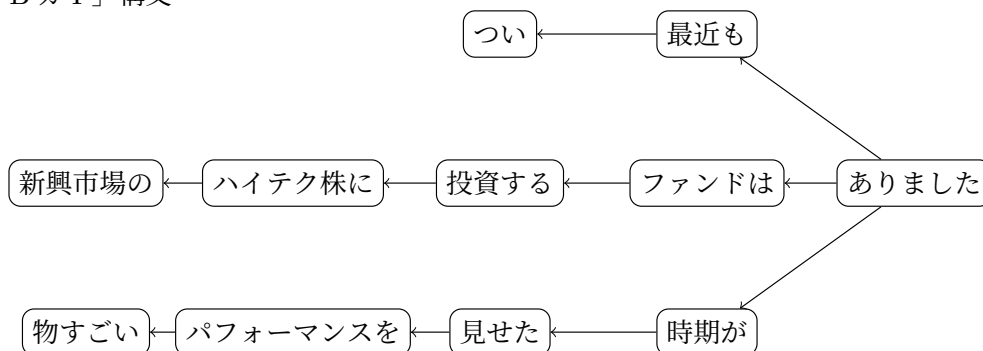 つい 最近も
新興市場の ハイテク株に 投資する ファンドは ありました
物すごい パフォーマンスを 見せた 時期が